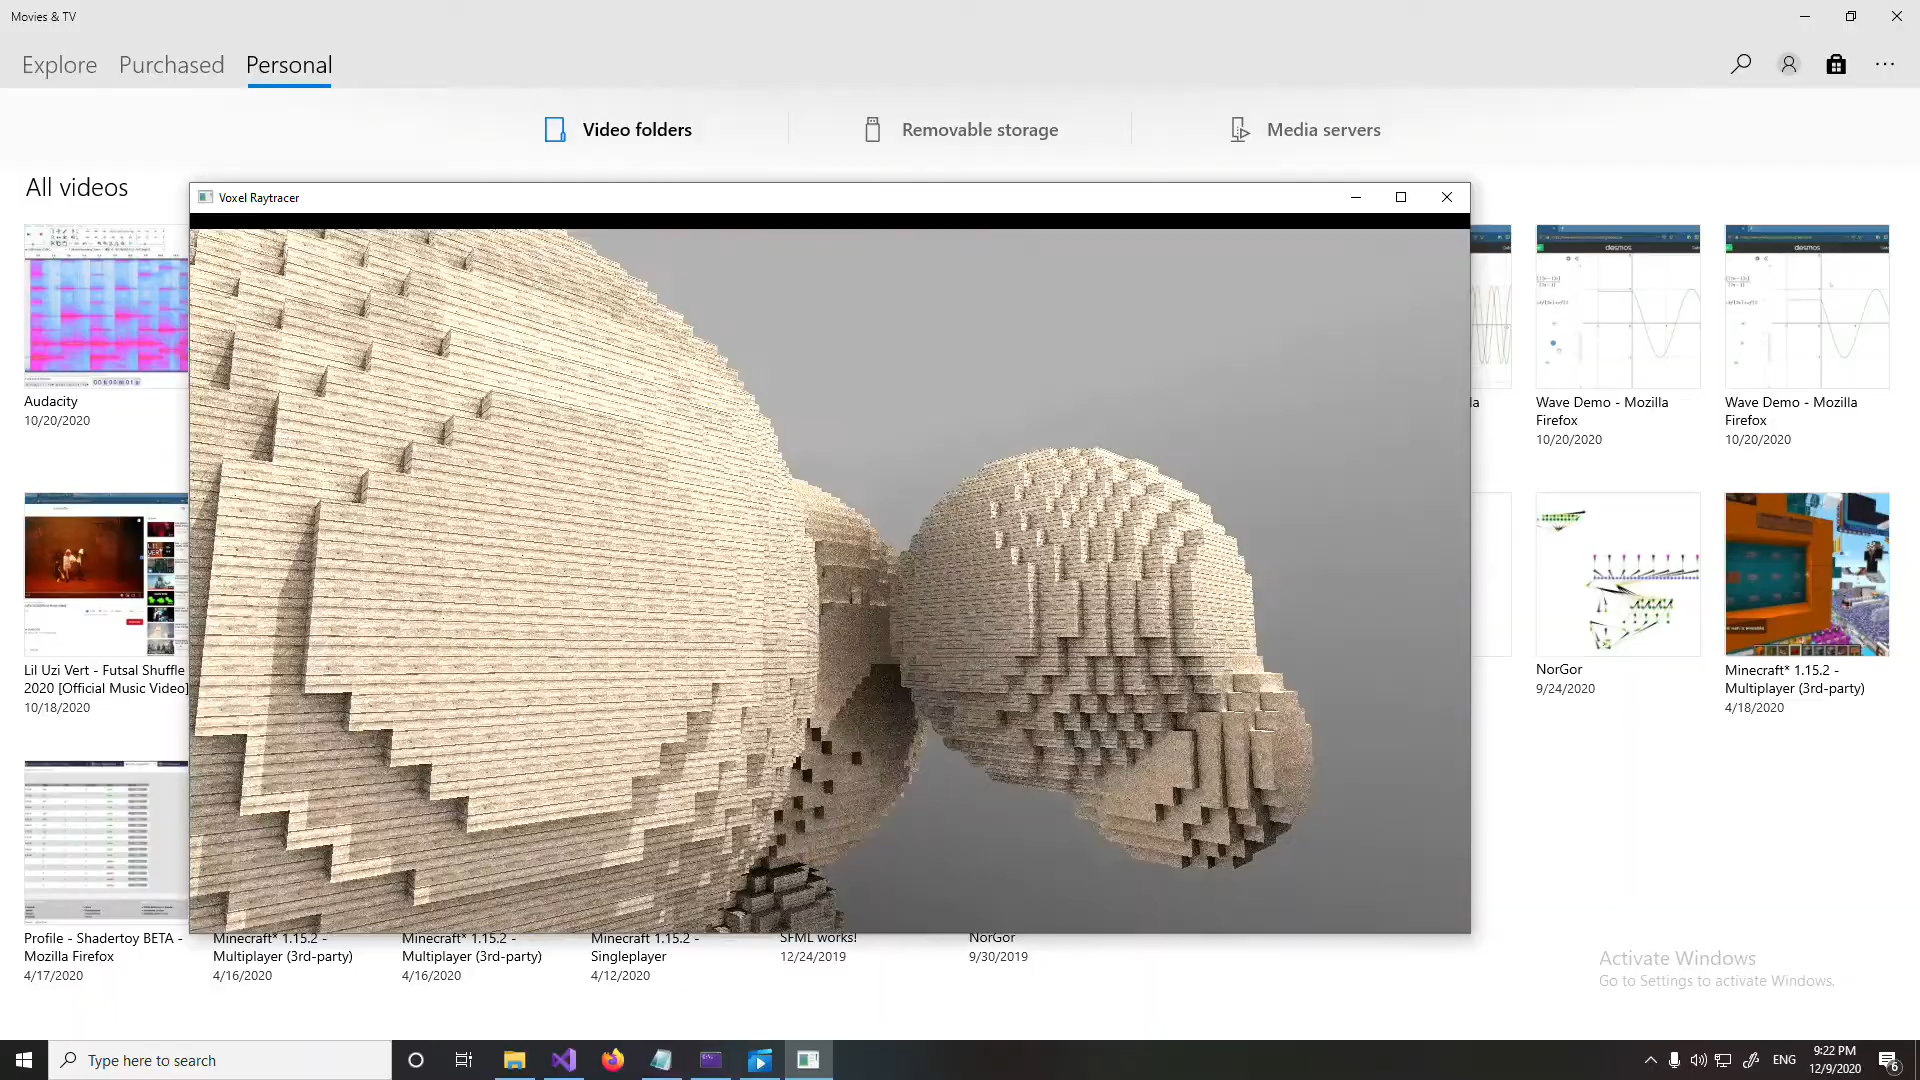 Movies & TV
Explore Purchased Personal
Video folders Removable storage Media servers
All videos
Voxel Raytracer
desmos
desmos
Audacity
10/20/2020
la
Wave Demo - Mozilla
Firefox
10/20/2020
Wave Demo - Mozilla
Firefox
10/20/2020
Lil Uzi Vert - Futsal Shuffle
2020 [Official Music Video]
10/18/2020
NorGor
9/24/2020
Minecraft* 1.15.2 -
Multiplayer (3rd-party)
4/18/2020
Profile - Shadertoy BETA -
Mozilla Firefox
4/17/2020
Minecraft* 1.15.2 -
Multiplayer (3rd-party)
4/16/2020
Minecraft* 1.15.2 -
Multiplayer (3rd-party)
4/16/2020
Minecraft 1.15.2 -
Singleplayer
4/12/2020
SFML works!
12/24/2019
NorGor
9/30/2019
Activate Windows
Go to Settings to activate Windows.
Type here to search
ENG
9:22 PM
12/9/2020
6